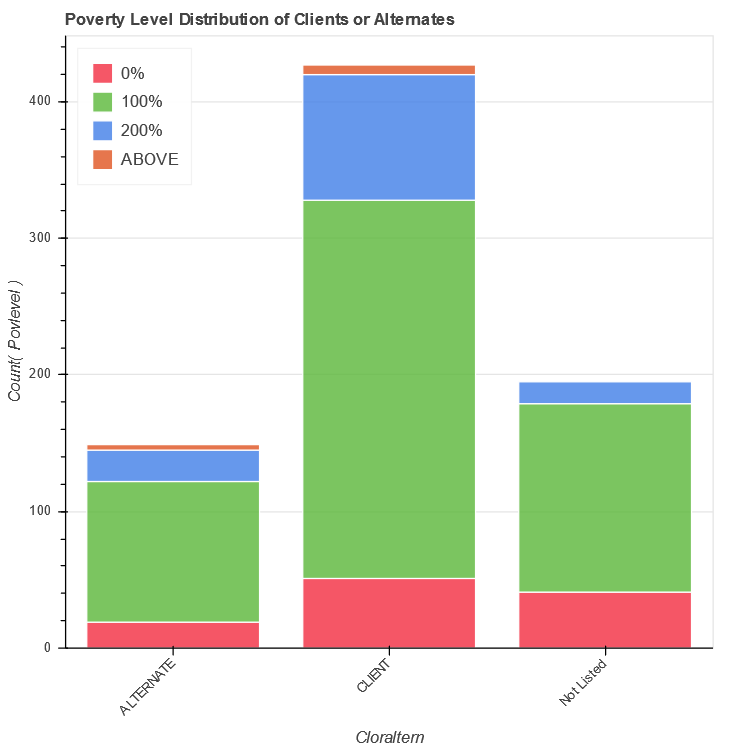 Poverty Level Distribution of Clients or Alternates
0%
100%
200%
ABOVE
400
300
200
100
0
Count( Povlevel )
ALTERNATE
CLIENT
Not Listed
Cloraltern